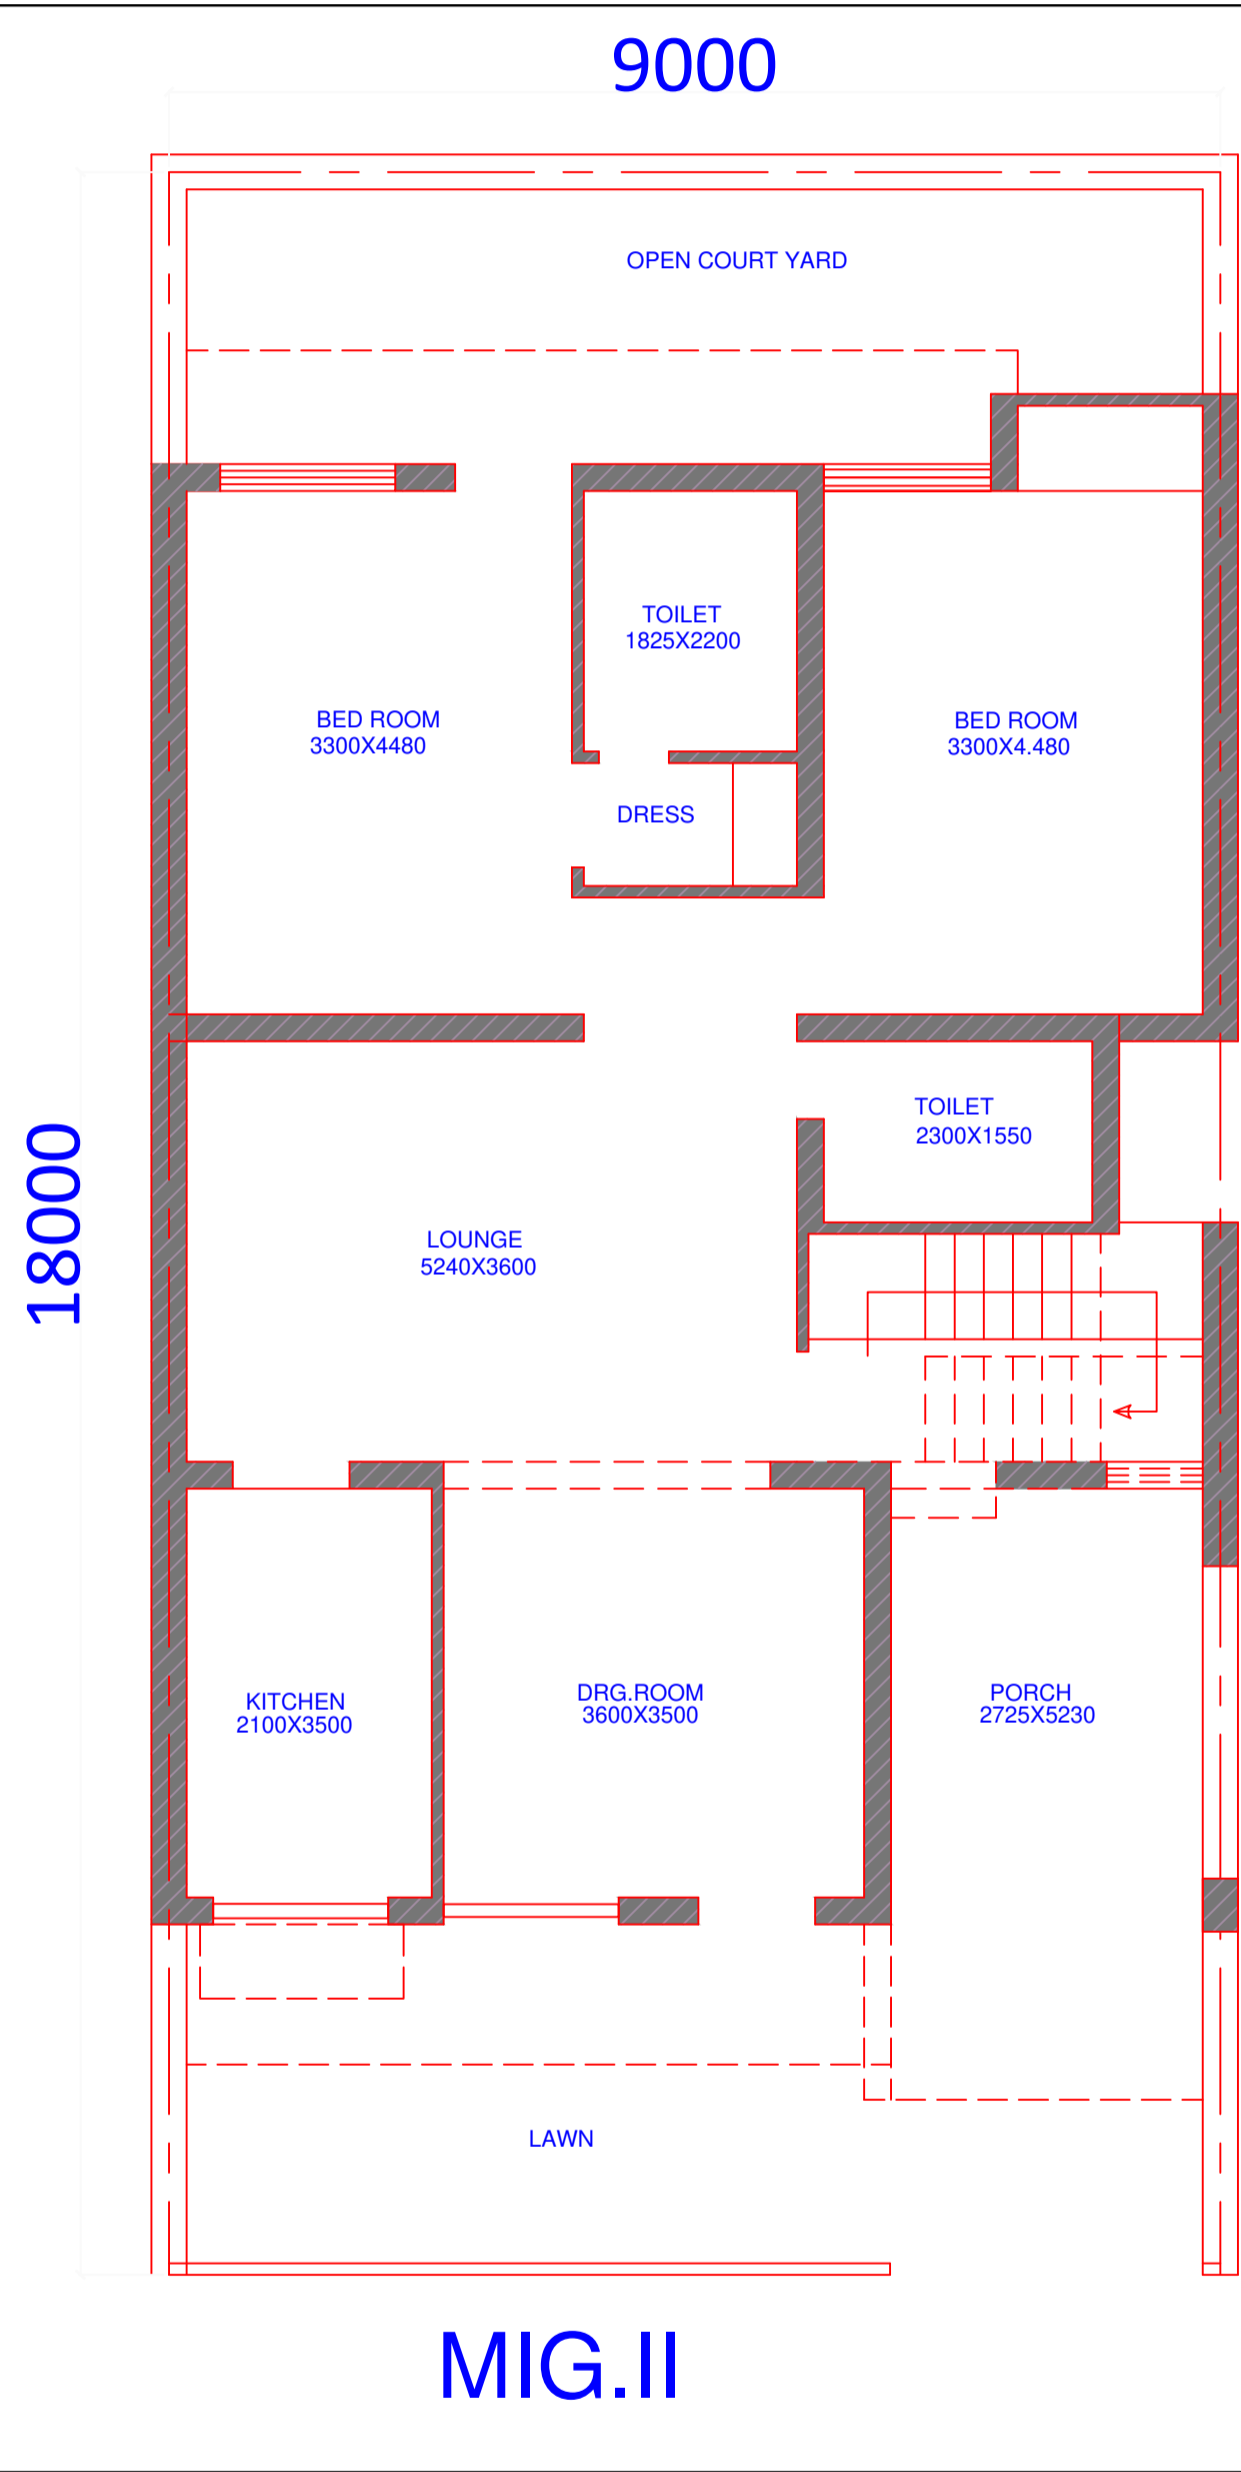 9000
OPEN COURT YARD
TOILET
1825X2200
BED ROOM
3300X4480
BED ROOM
3300X4.480
DRESS
TOILET
2300X1550
18000
LOUNGE
5240X3600
KITCHEN
2100X3500
DRG.ROOM
3600X3500
PORCH
2725X5230
LAWN
MIG.II